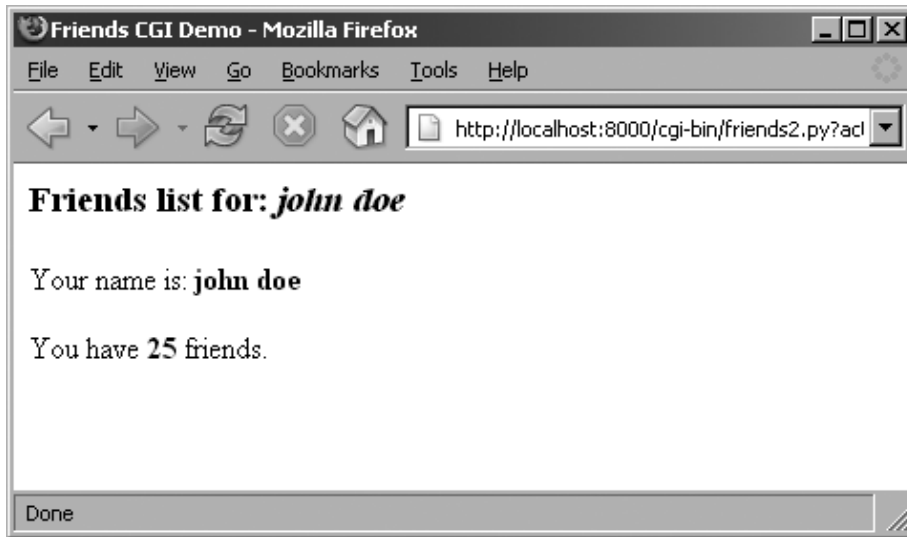 Friends CGI Demo - Mozilla Firefox
File Edit View Go Bookmarks Tools Help
http://localhost:8000/cgi-bin/friends2.py?acl
Friends list for: john doe
Your name is: john doe
You have 25 friends.
Done